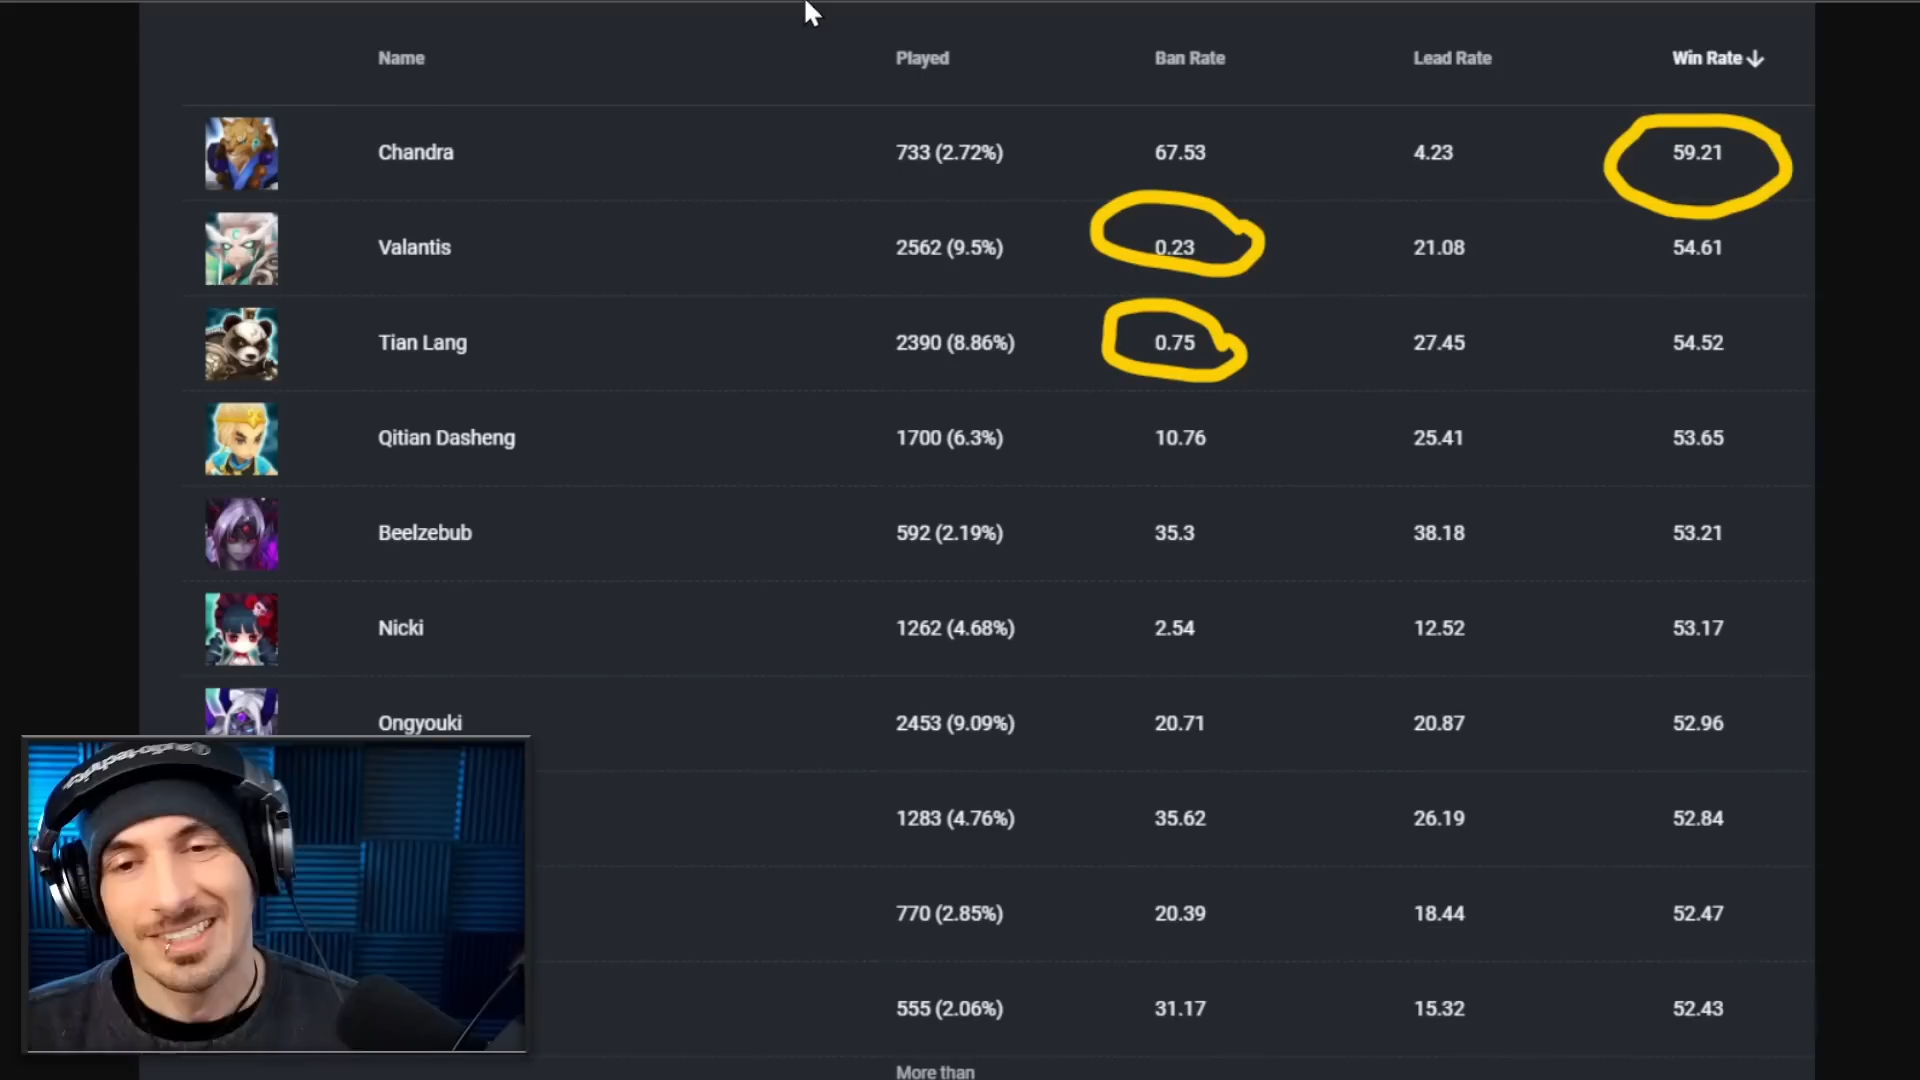 Name Played Ban Rate Lead Rate Win Rate
Chandra 733 (2.72%) 67.53 4.23 59.21
Valantis 2562 (9.5%) 0.23 21.08 54.61
Tian Lang 2390 (8.86%) 0.75 27.45 54.52
Qitian Dasheng 1700 (6.3%) 10.76 25.41 53.65
Beelzebub 592 (2.19%) 35.3 38.18 53.21
Nicki 1262 (4.68%) 2.54 12.52 53.17
Ongyouki 2453 (9.09%) 20.71 20.87 52.96
1283 (4.76%) 35.62 26.19 52.84
770 (2.85%) 20.39 18.44 52.47
555 (2.06%) 31.17 15.32 52.43
More than
audio-technica